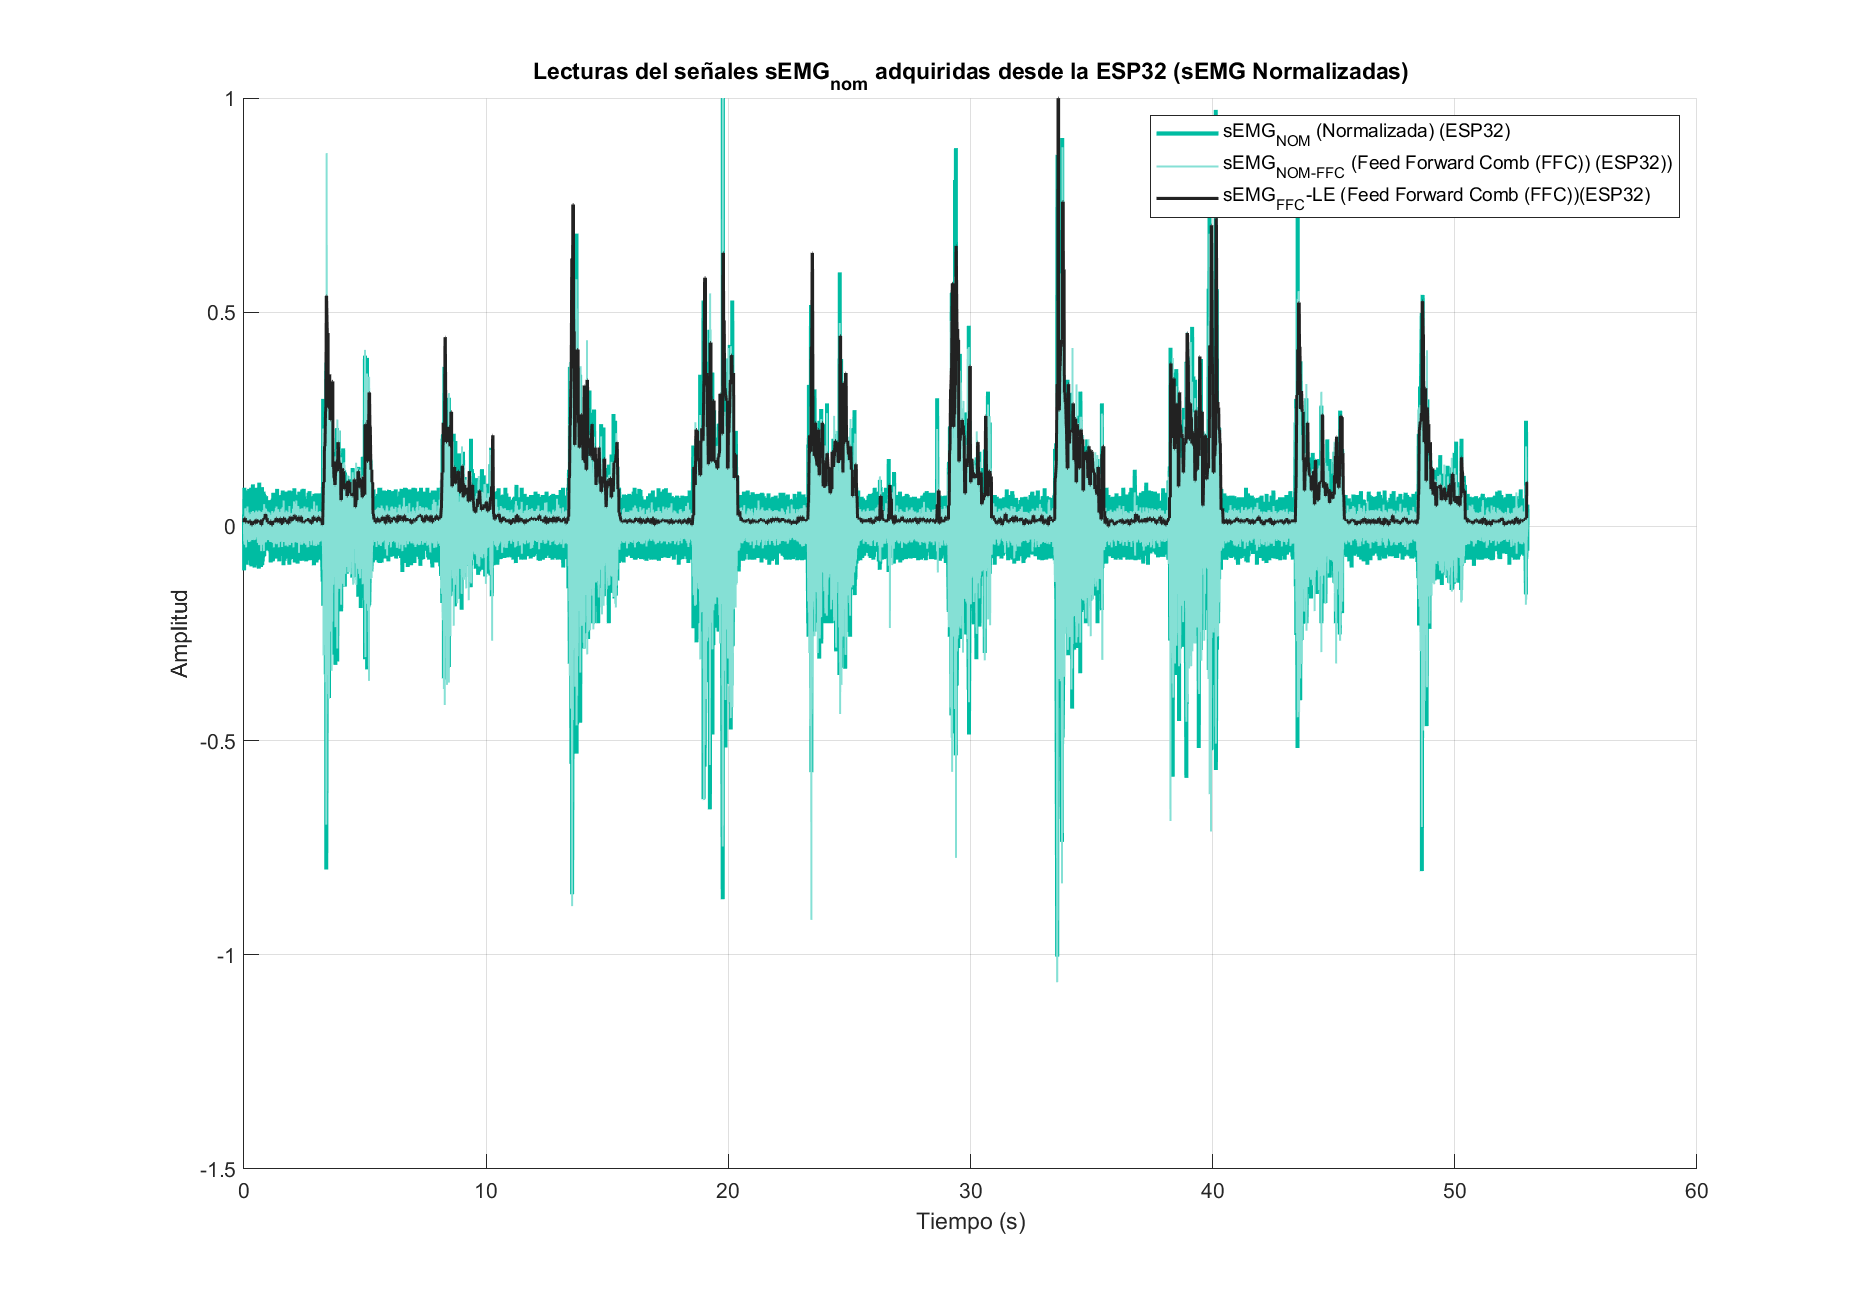 Lecturas del señales sEMGnom adquiridas desde la ESP32 (sEMG Normalizadas)
sEMGNOM (Normalizada) (ESP32)
sEMGNOM-FFC (Feed Forward Comb (FFC)) (ESP32))
sEMGFFC-LE (Feed Forward Comb (FFC))(ESP32)
1
0.5
0
-0.5
-1
-1.5
Amplitud
0 10 20 30 40 50 60
Tiempo (s)